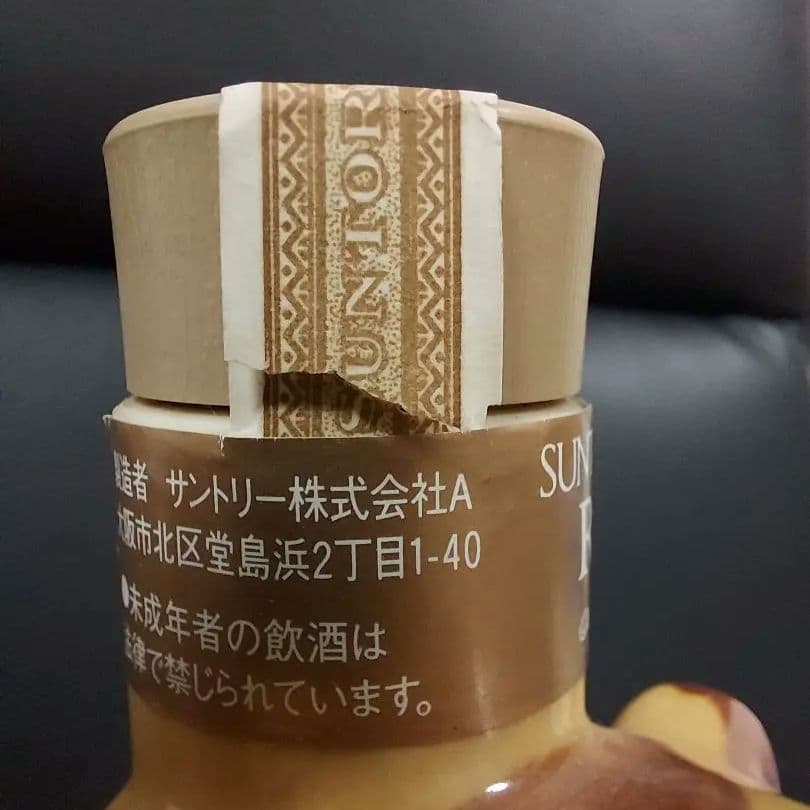 SUNTOR
製造者 サントリー株式会社A
大阪市北区堂島浜2丁目1-40
●未成年者の飲酒は
法律で禁じられています。
SUNT
R